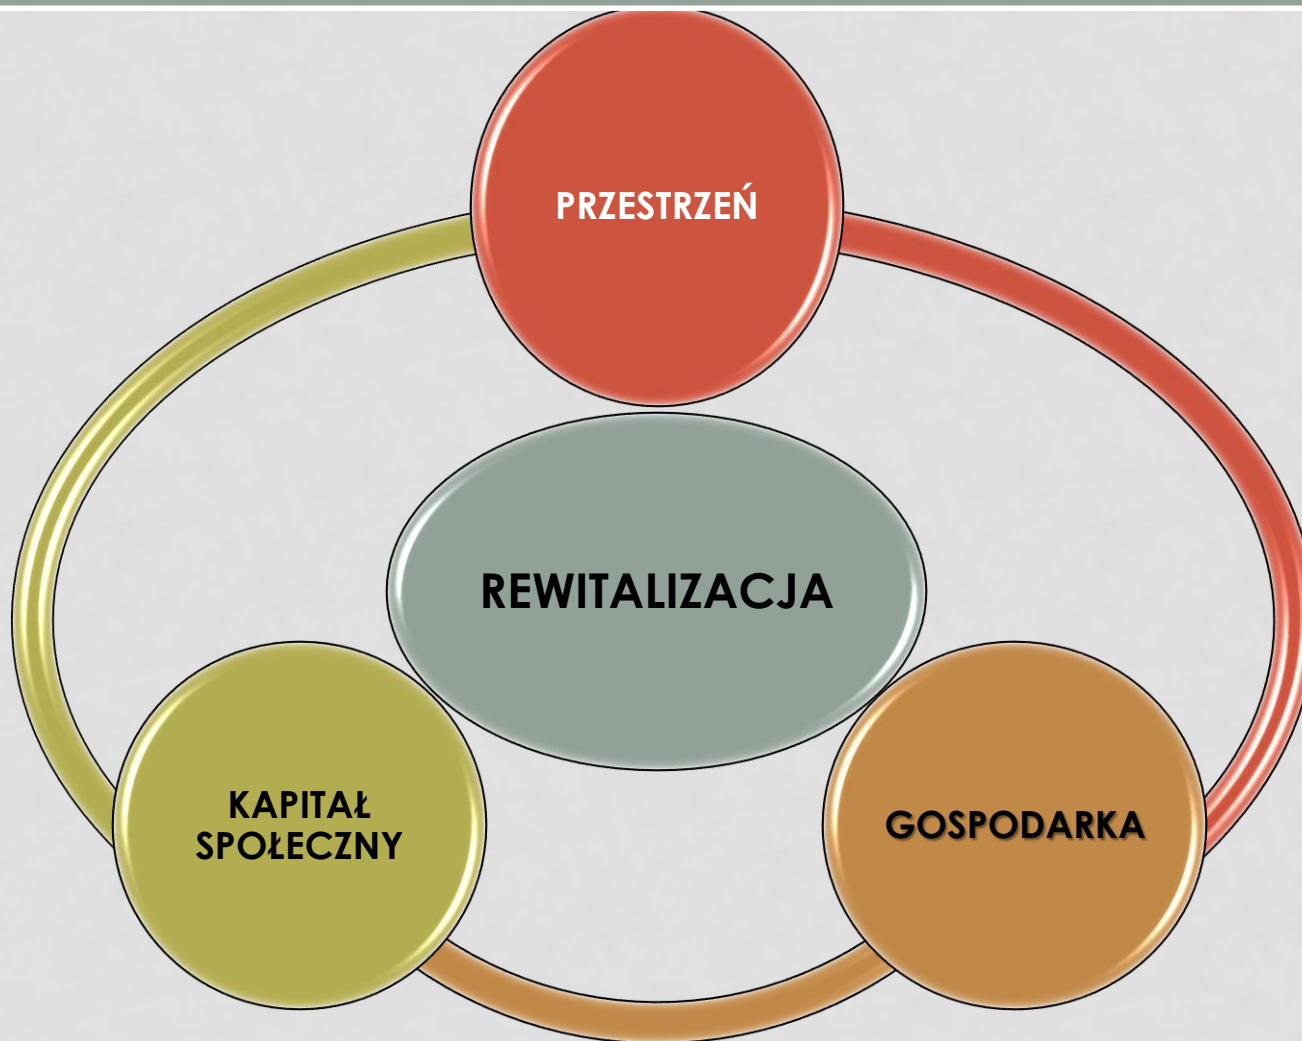 PRZESTRZEŃ
REWITALIZACJA
KAPITAŁ
SPOŁECZNY
GOSPODARKA